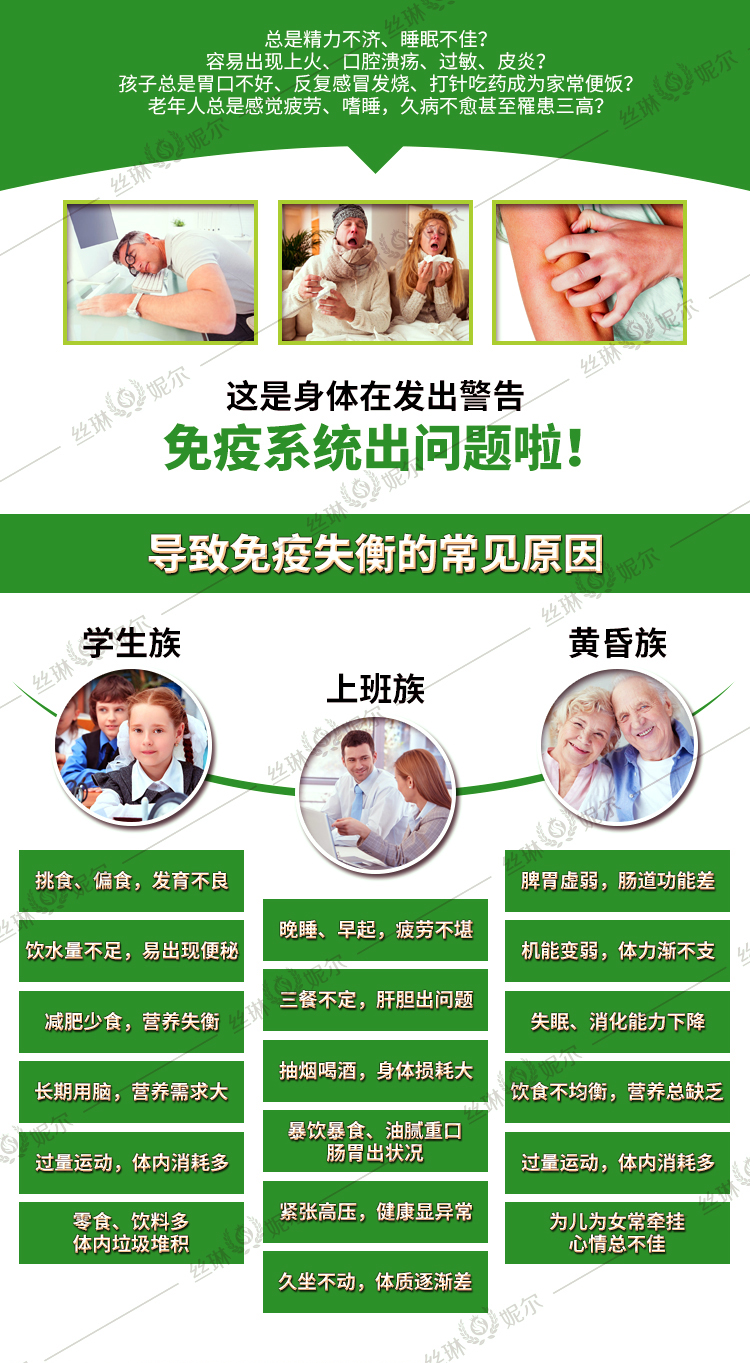 总是精力不济、睡眠不佳？
容易出现上火、口腔溃疡、过敏、皮炎？
孩子总是胃口不好、反复感冒发烧、打针吃药成为家常便饭？
老年人总是感觉疲劳、嗜睡，久病不愈甚至罹患三高？
这是身体在发出警告
免疫系统出问题啦！
导致免疫失衡的常见原因
学生族
上班族
黄昏族
挑食、偏食，发育不良
饮水量不足，易出现便秘
减肥少食，营养失衡
长期用脑，营养需求大
过量运动，体内消耗多
零食、饮料多
体内垃圾堆积
晚睡、早起，疲劳不堪
三餐不定，肝胆出问题
抽烟喝酒，身体损耗大
暴饮暴食、油腻重口
肠胃出状况
紧张高压，健康显异常
久坐不动，体质逐渐差
脾胃虚弱，肠道功能差
机能变弱，体力渐不支
失眠、消化能力下降
饮食不均衡，营养总缺乏
过量运动，体内消耗多
为儿为女常牵挂
心情总不佳
丝琳妮尔